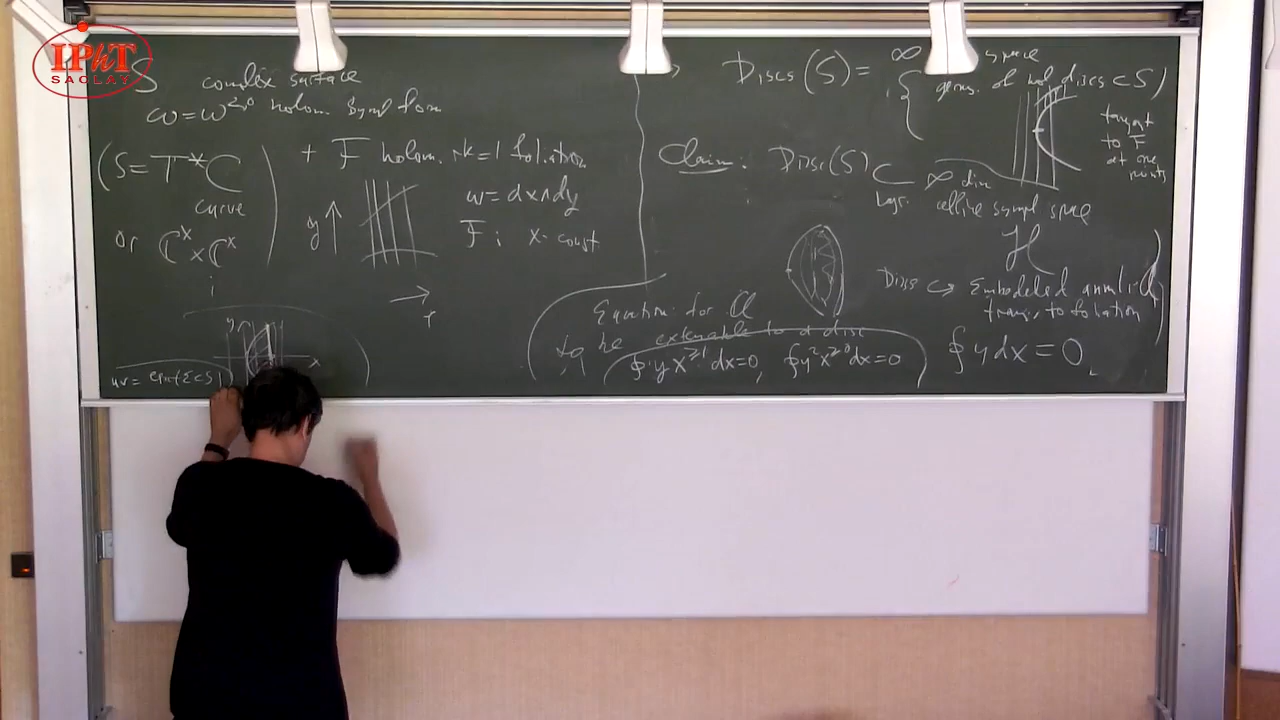 IPhT
SACLAY
S complex surface
ω = ω^{2,0} holom. sympl form
(S = T*C
curve
or C^× × C^×)
+ F holom. rk=1 foliation
ω = dx∧dy
F : x = const
y
y x
Discs(S) = { germs of hol discs ⊂ S }
∞ space
tangent
to F
at one
points
Claim: Disc(S) ⊂ ∞ dim
Lagr. affine sympl space
H
Discs ↪ Embedded annuli
transv. to foliation
Equation for
to be extendable to a disc
∮ y x^{≥1} dx = 0, ∮ y² x^{≥0} dx = 0
∮ y dx = 0